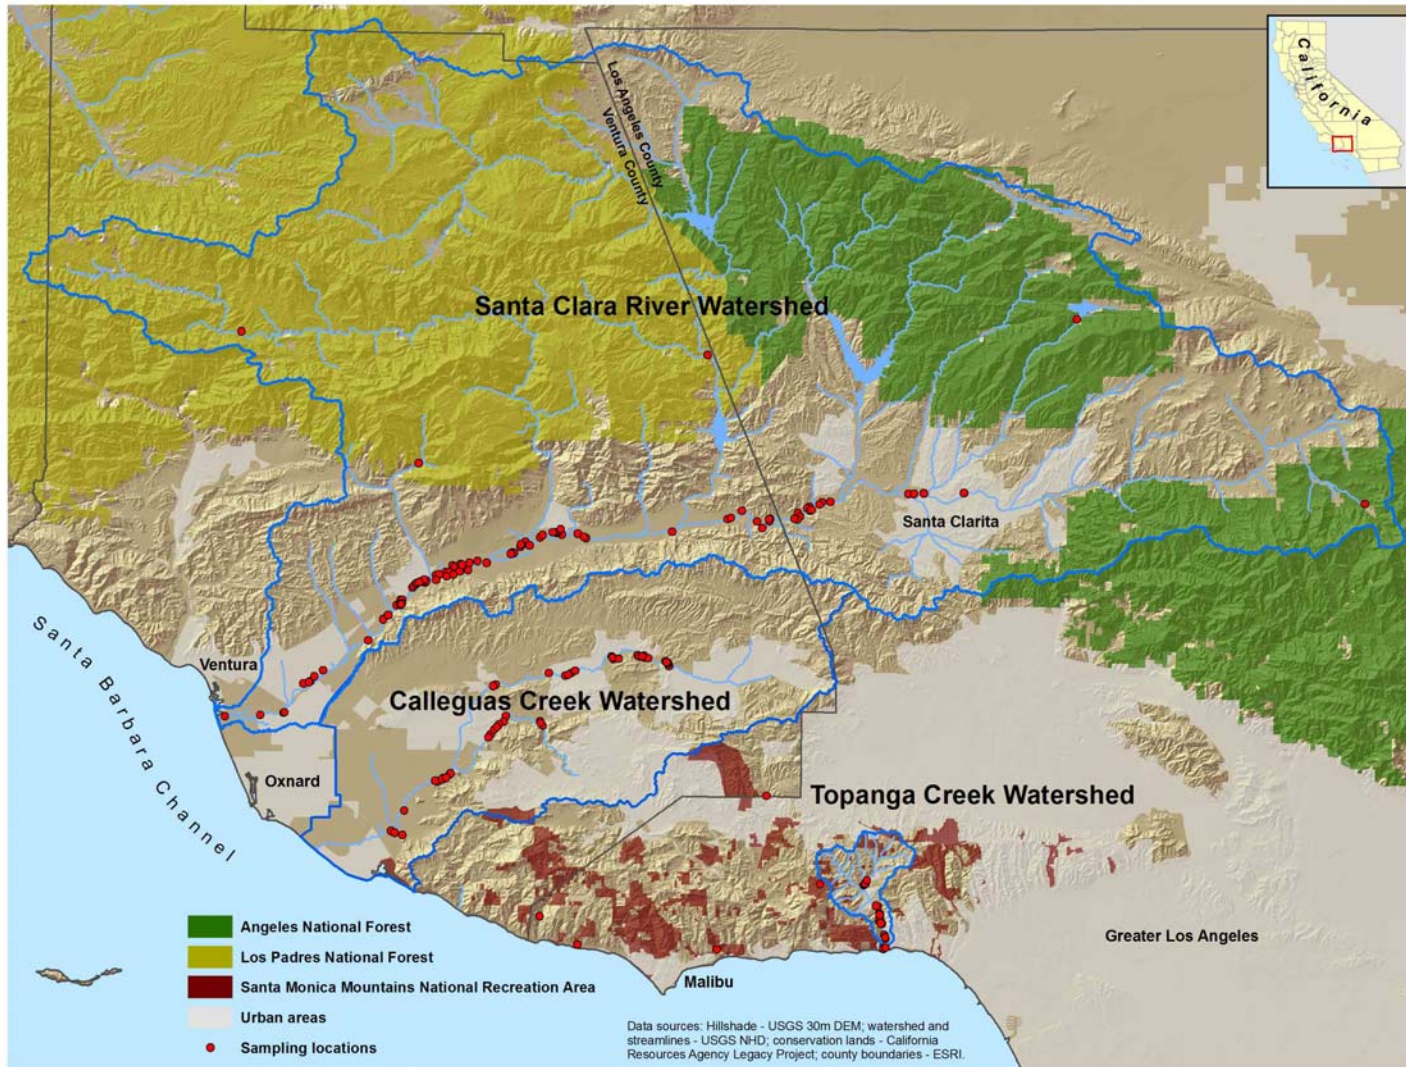 California
Los Angeles County
Ventura County
Santa Clara River Watershed
Santa Clarita
Ventura
Santa Barbara Channel
Calleguas Creek Watershed
Oxnard
Topanga Creek Watershed
Greater Los Angeles
Malibu
Angeles National Forest
Los Padres National Forest
Santa Monica Mountains National Recreation Area
Urban areas
Sampling locations
Data sources: Hillshade - USGS 30m DEM; watershed and
streamlines - USGS NHD; conservation lands - California
Resources Agency Legacy Project; county boundaries - ESRI.